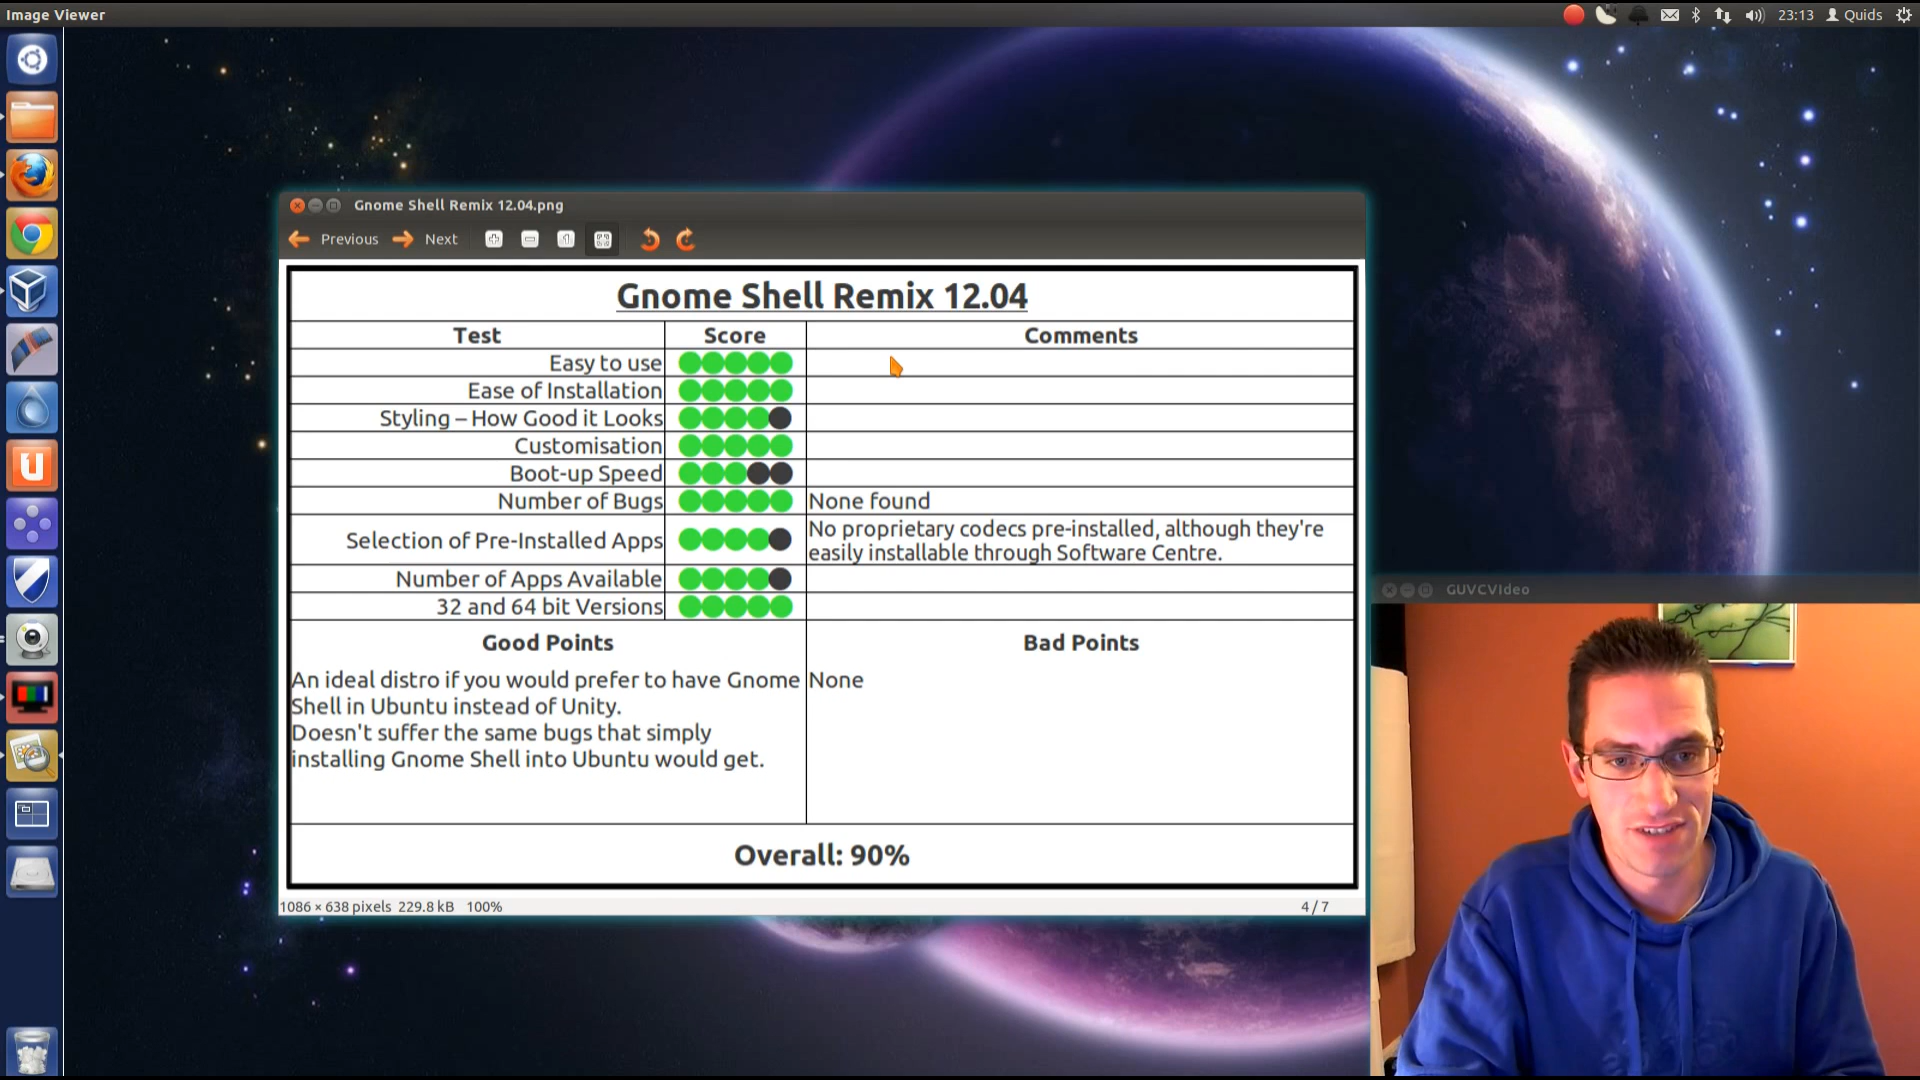 Image Viewer
23:13
Quids
Gnome Shell Remix 12.04.png
Previous
Next
Gnome Shell Remix 12.04
Test Score Comments
Easy to use
Ease of Installation
Styling – How Good it Looks
Customisation
Boot-up Speed
Number of Bugs None found
Selection of Pre-Installed Apps
No proprietary codecs pre-installed, although they're
easily installable through Software Centre.
Number of Apps Available
32 and 64 bit Versions
Good Points
An ideal distro if you would prefer to have Gnome
Shell in Ubuntu instead of Unity.
Doesn't suffer the same bugs that simply
installing Gnome Shell into Ubuntu would get.
Bad Points
None
Overall: 90%
1086 × 638 pixels 229.8 kB 100%
4 / 7
GUVCVIdeo